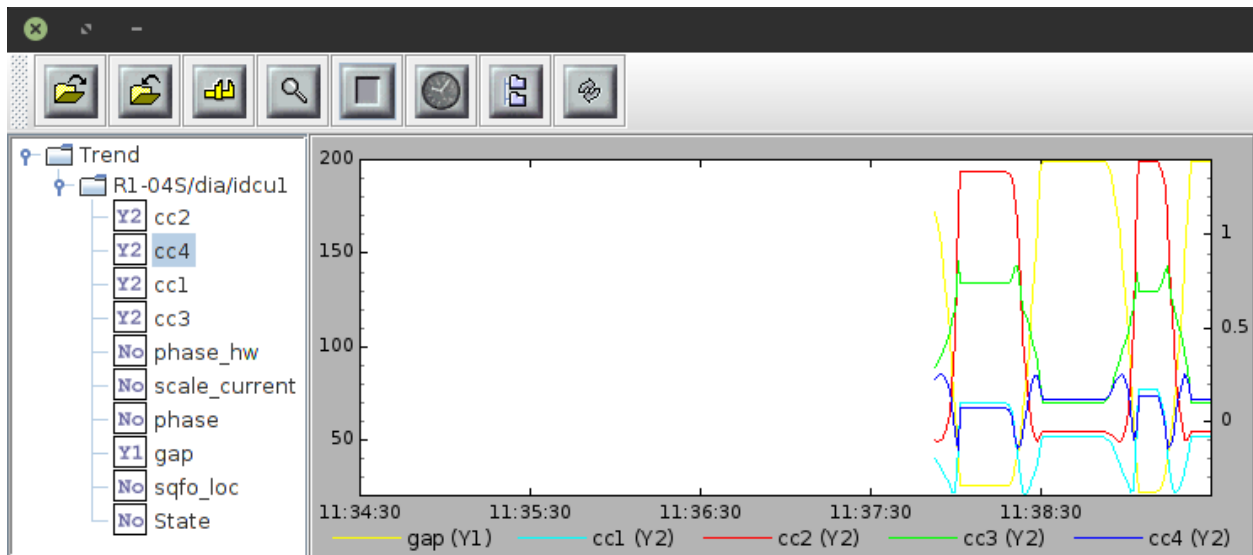 Trend
R1-04S/dia/idcu1
Y2 cc2
Y2 cc4
Y2 cc1
Y2 cc3
No phase_hw
No scale_current
No phase
Y1 gap
No sqfo_loc
No State
200
150
100
50
1
0.5
0
11:34:30 11:35:30 11:36:30 11:37:30 11:38:30
gap (Y1) cc1 (Y2) cc2 (Y2) cc3 (Y2) cc4 (Y2)